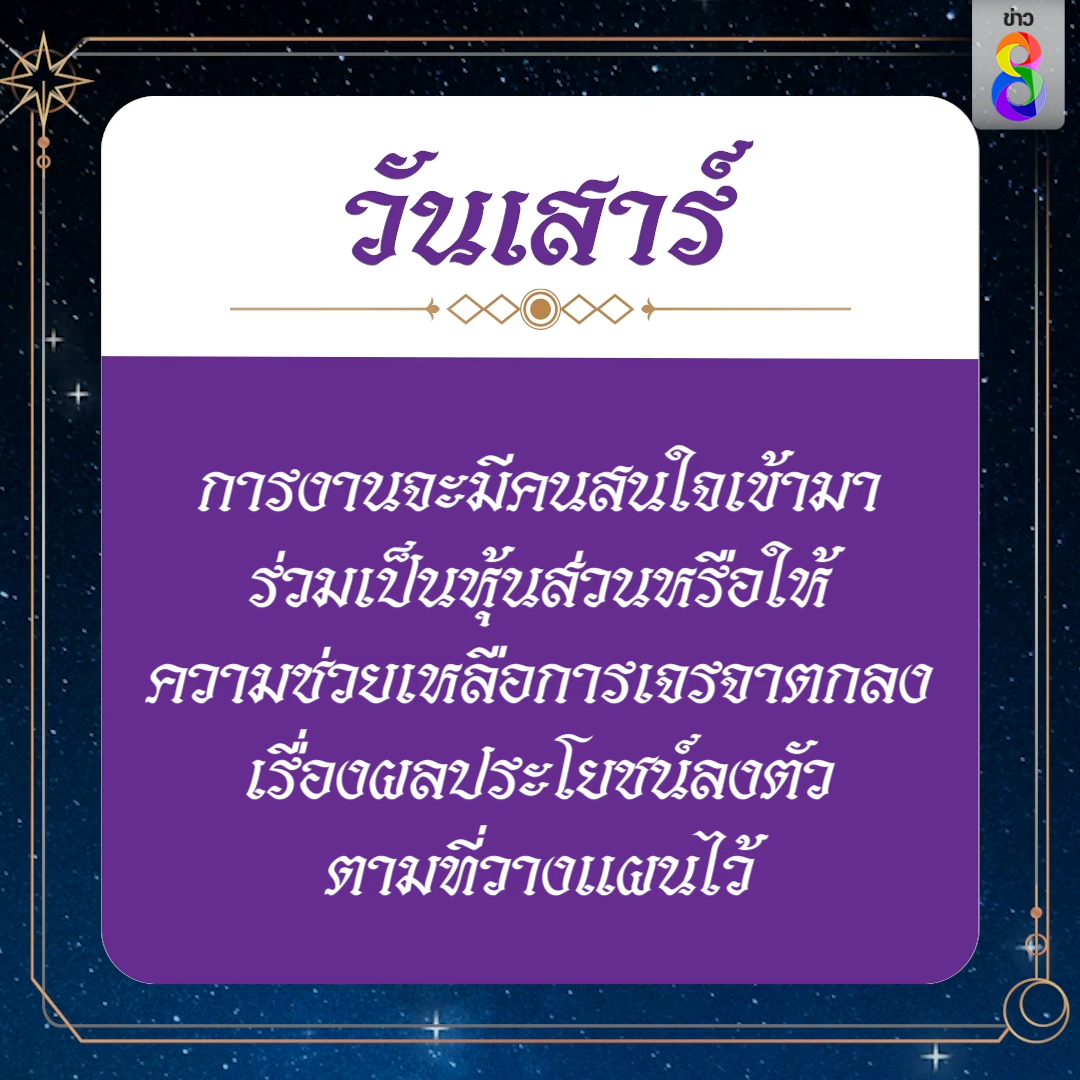 ข่าว
8
วันเสาร์
การงานจะมีคนสนใจเข้ามา
ร่วมเป็นหุ้นส่วนหรือให้
ความช่วยเหลือการเจรจาตกลง
เรื่องผลประโยชน์ลงตัว
ตามที่วางแผนไว้